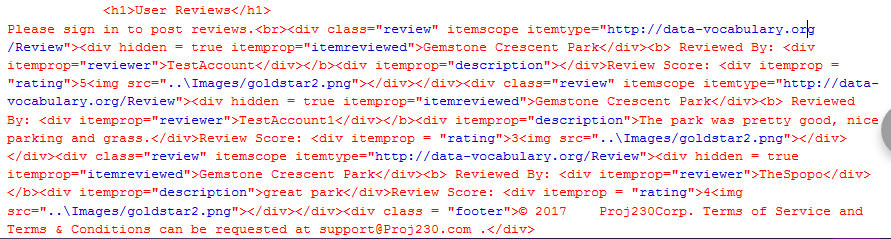 <h1>User Reviews</h1>
Please sign in to post reviews.<br><div class="review" itemscope itemtype="http://data-vocabulary.org
/Review"><div hidden = true itemprop="itemreviewed">Gemstone Crescent Park</div><b> Reviewed By: <div
itemprop="reviewer">TestAccount</div></b><div itemprop="description"></div>Review Score: <div itemprop =
"rating">5<img src="..\Images/goldstar2.png"></div></div><div class="review" itemscope itemtype="http://data-
vocabulary.org/Review"><div hidden = true itemprop="itemreviewed">Gemstone Crescent Park</div><b> Reviewed
By: <div itemprop="reviewer">TestAccount1</div></b><div itemprop="description">The park was pretty good, nice
parking and grass.</div>Review Score: <div itemprop = "rating">3<img src="..\Images/goldstar2.png"></div>
</div><div class="review" itemscope itemtype="http://data-vocabulary.org/Review"><div hidden = true
itemprop="itemreviewed">Gemstone Crescent Park</div><b> Reviewed By: <div itemprop="reviewer">TheSpopo</div>
</b><div itemprop="description">great park</div>Review Score: <div itemprop = "rating">4<img
src="..\Images/goldstar2.png"></div></div><div class = "footer">© 2017    Proj230Corp. Terms of Service and
Terms & Conditions can be requested at support@Proj230.com .</div>